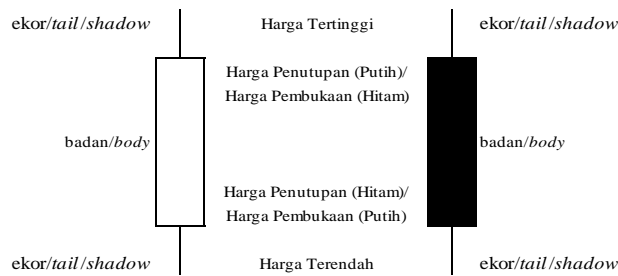 ekor/tail/shadow Harga Tertinggi ekor/tail/shadow
Harga Penutupan (Putih)/
Harga Pembukaan (Hitam)
badan/body badan/body
Harga Penutupan (Hitam)/
Harga Pembukaan (Putih)
ekor/tail/shadow Harga Terendah ekor/tail/shadow